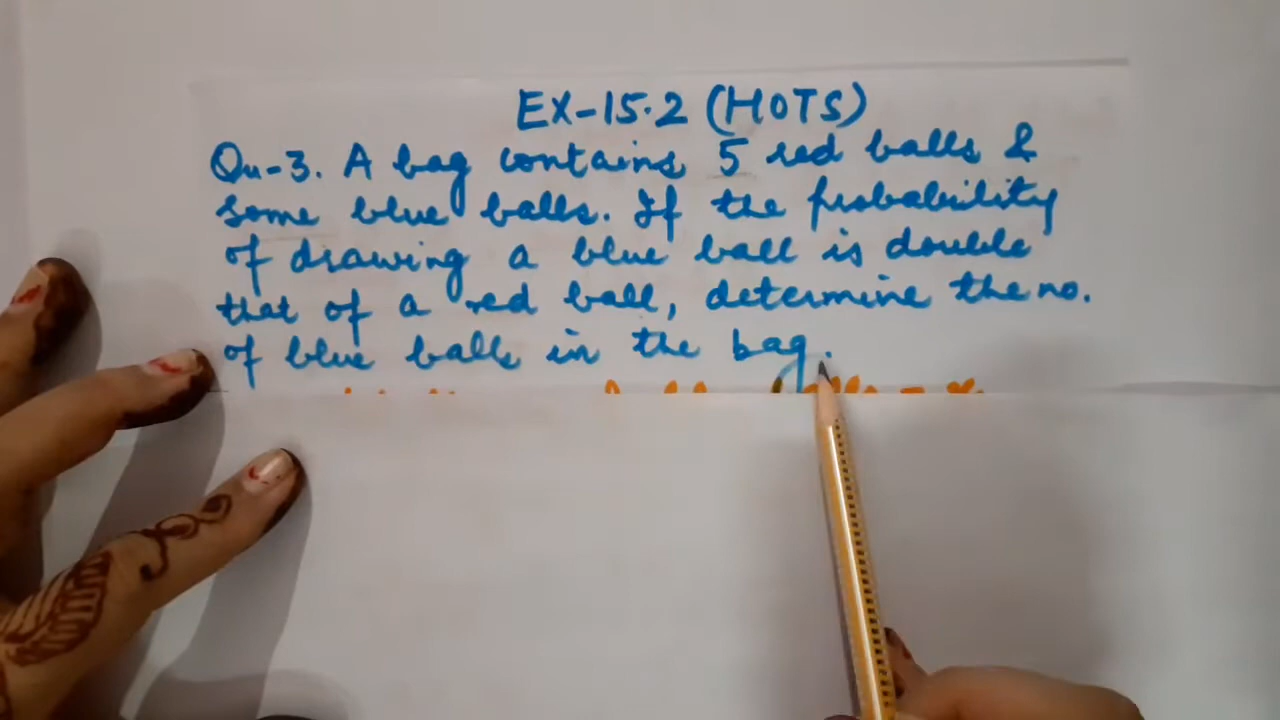 EX-15.2 (HOTS)
Qu-3. A bag contains 5 red balls &
some blue balls. If the probability
of drawing a blue ball is double
that of a red ball, determine the no.
of blue balls in the bag.